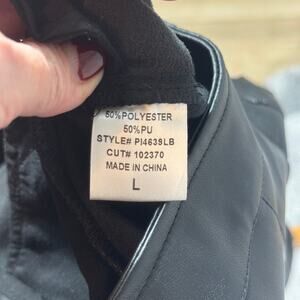 50%POLYESTER
50%PU
STYLE# PI4639LB
CUT# 102370
MADE IN CHINA
L